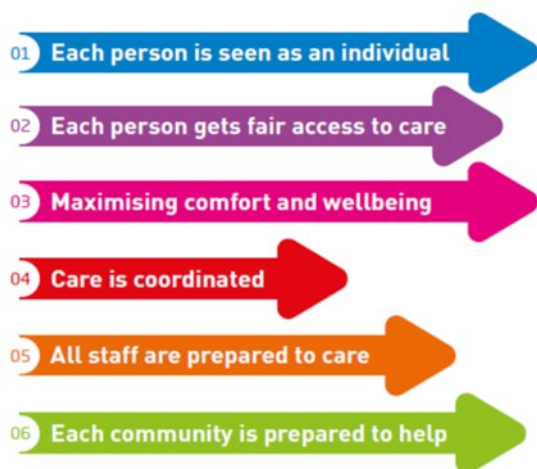 01 Each person is seen as an individual
02 Each person gets fair access to care
03 Maximising comfort and wellbeing
04 Care is coordinated
05 All staff are prepared to care
06 Each community is prepared to help